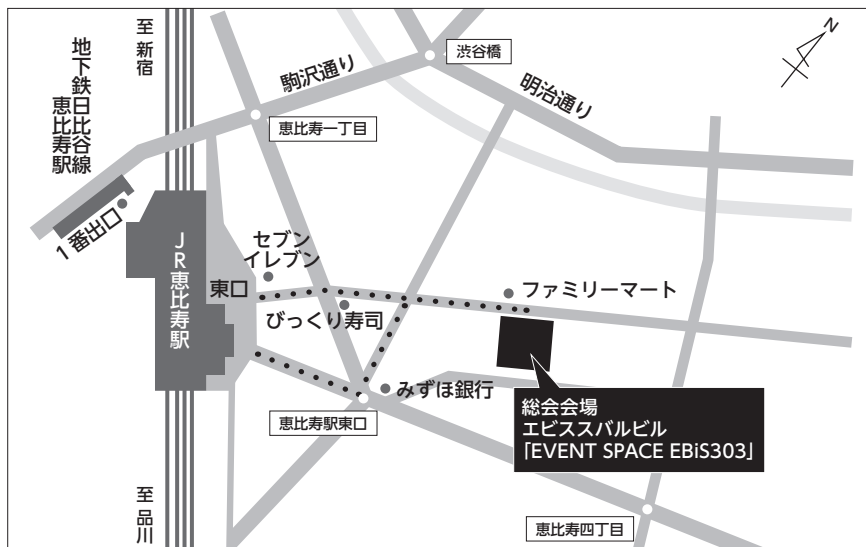 至 新宿
地下鉄日比谷線
恵比寿駅
駒沢通り
渋谷橋
明治通り
N
恵比寿一丁目
1番出口
セブン
イレブン
東口
JR恵比寿駅
びっくり寿司
ファミリーマート
みずほ銀行
恵比寿駅東口
総会会場
エビススバルビル
「EVENT SPACE EBiS303」
至 品川
恵比寿四丁目